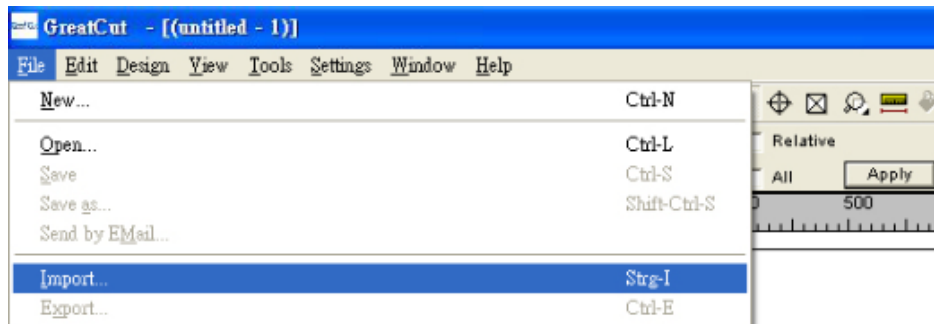 GreatCut - [(untitled - 1)]
File Edit Design View Tools Settings Window Help
New... Ctrl-N
Open... Ctrl-L
Save Ctrl-S
Save as... Shift-Ctrl-S
Send by EMail...
Import... Strg-I
Export... Ctrl-E
Relative
All Apply
500